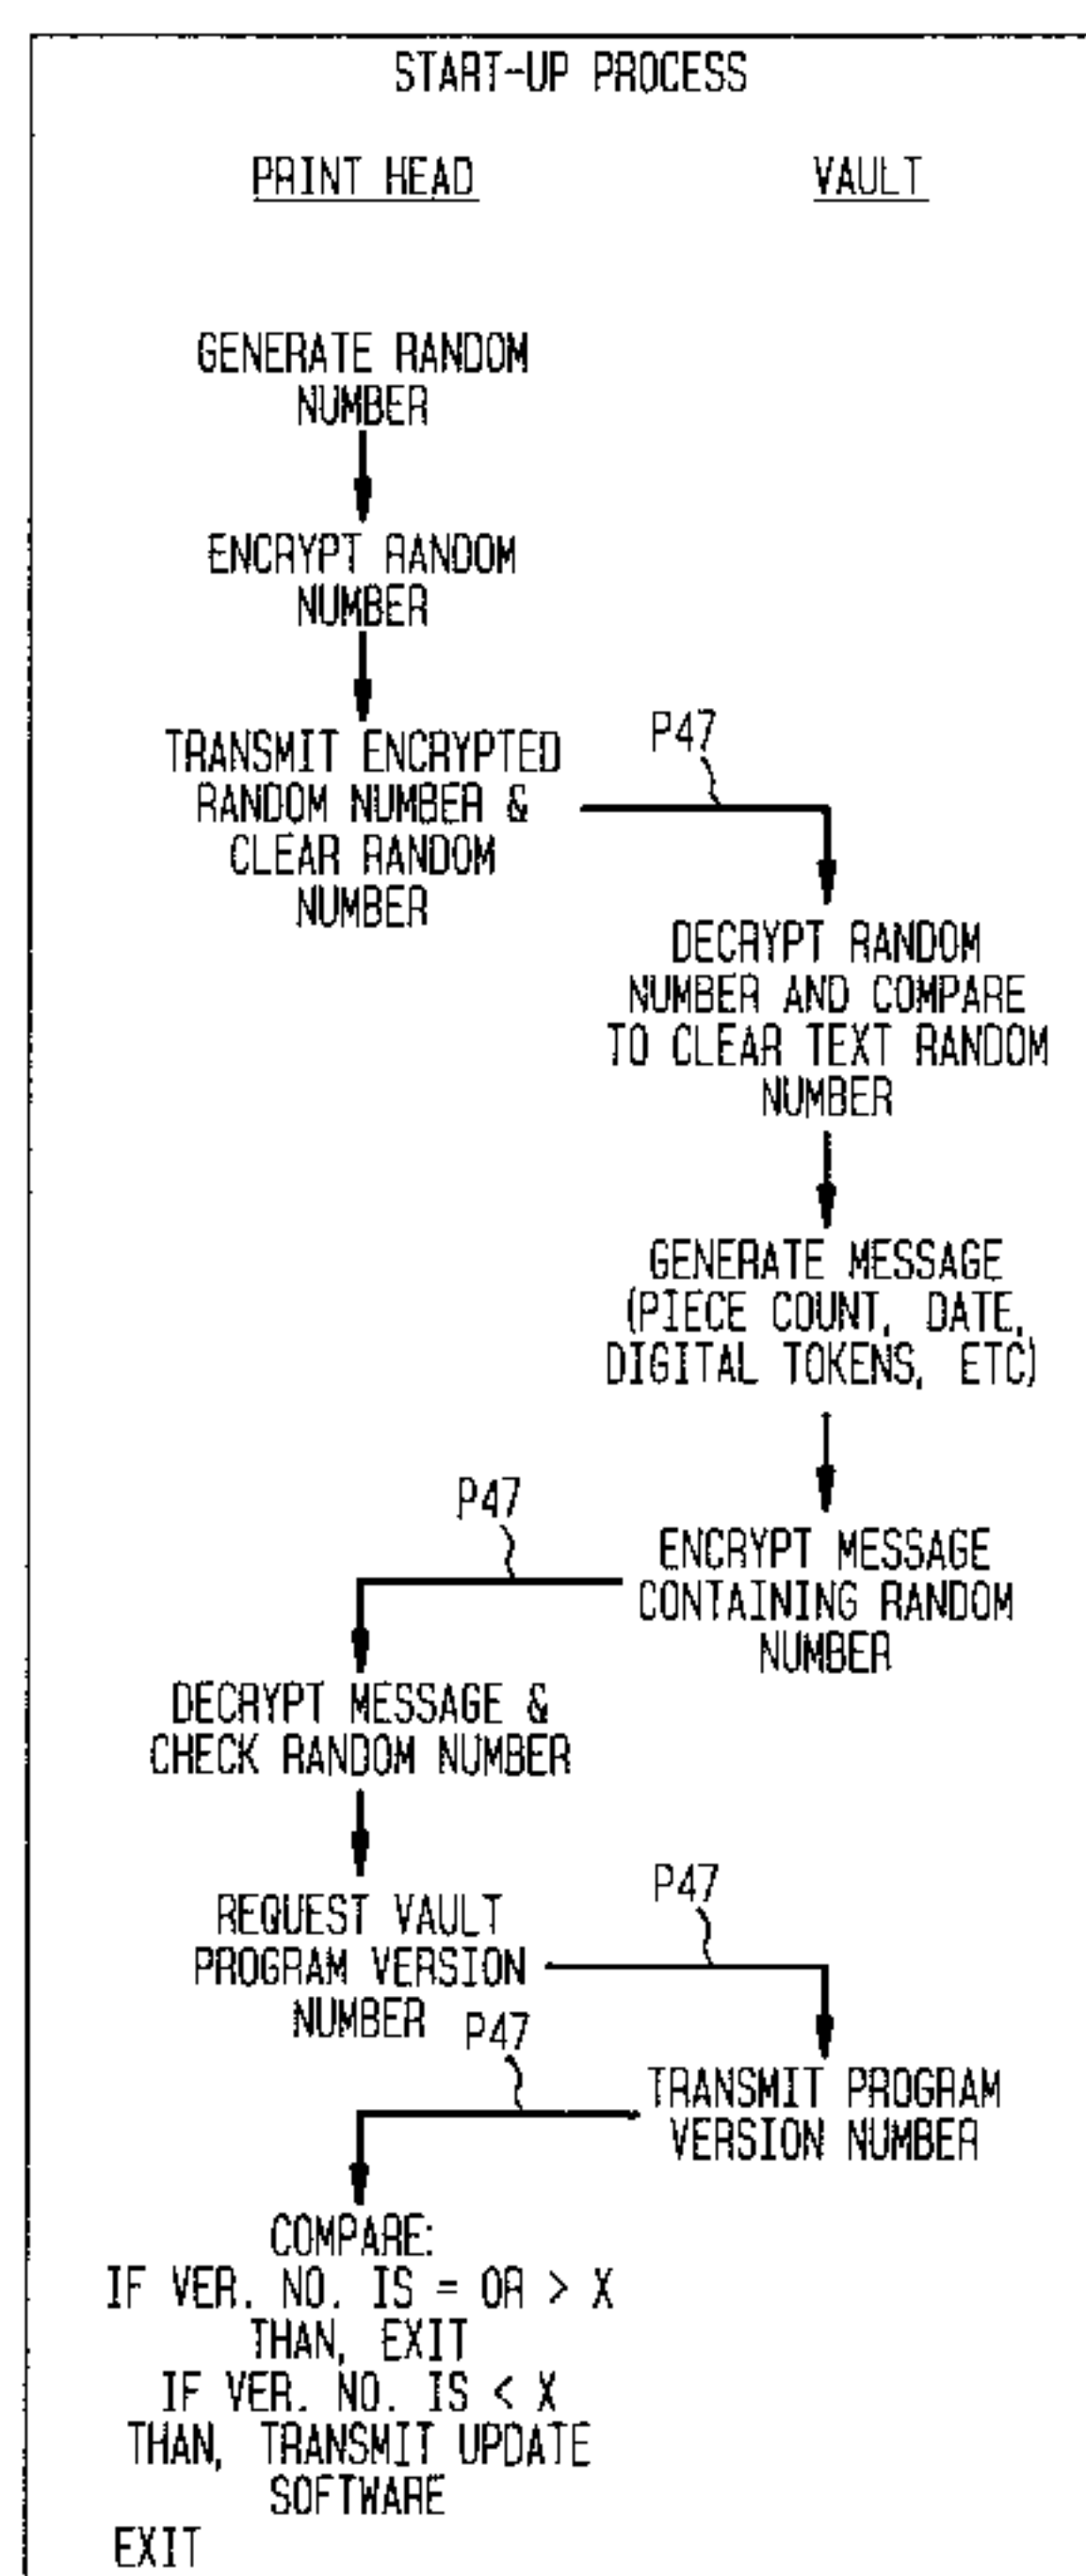 START-UP PROCESS
PRINT HEAD
VAULT
GENERATE RANDOM
NUMBER
ENCRYPT RANDOM
NUMBER
TRANSMIT ENCRYPTED
RANDOM NUMBER &
CLEAR RANDOM
NUMBER
P47
DECRYPT RANDOM
NUMBER AND COMPARE
TO CLEAR TEXT RANDOM
NUMBER
GENERATE MESSAGE
(PIECE COUNT, DATE,
DIGITAL TOKENS, ETC)
P47
ENCRYPT MESSAGE
CONTAINING RANDOM
NUMBER
DECRYPT MESSAGE &
CHECK RANDOM NUMBER
REQUEST VAULT
PROGRAM VERSION
NUMBER
P47
P47
TRANSMIT PROGRAM
VERSION NUMBER
COMPARE:
IF VER. NO. IS = OR > X
THAN, EXIT
IF VER. NO. IS < X
THAN, TRANSMIT UPDATE
SOFTWARE
EXIT